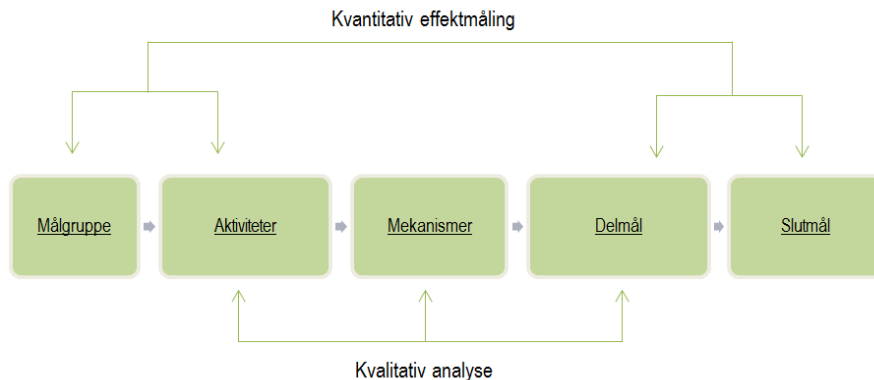 Kvantitativ effektmåling
Målgruppe
Aktiviteter
Mekanismer
Delmål
Slutmål
Kvalitativ analyse